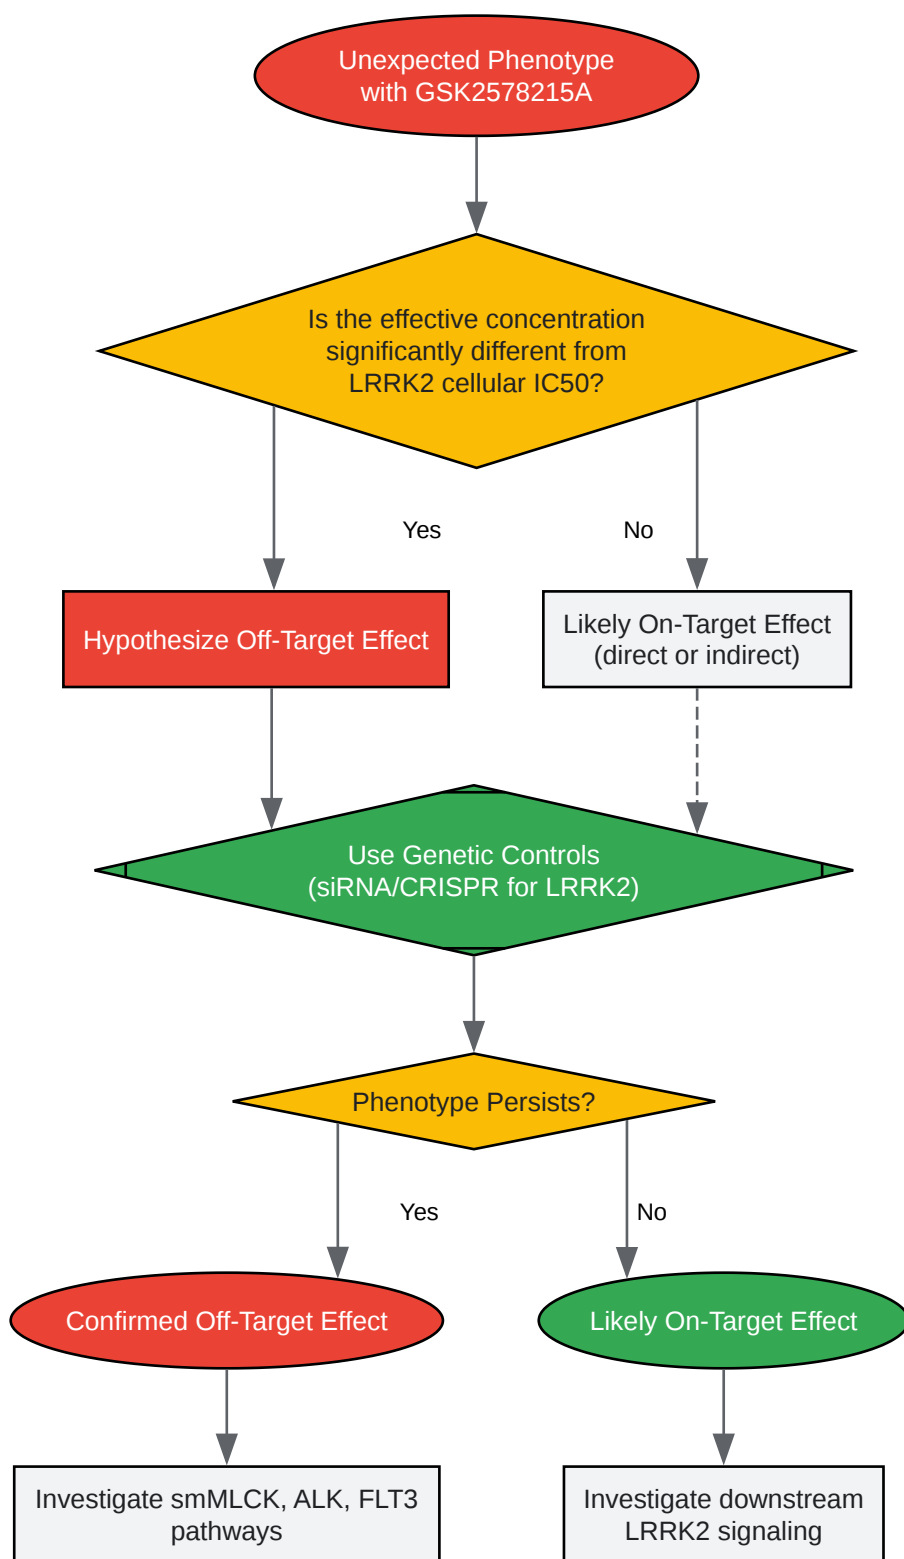 Unexpected Phenotype
with GSK2578215A
Is the effective concentration
significantly different from
LRRK2 cellular IC50?
Yes
No
Hypothesize Off-Target Effect
Likely On-Target Effect
(direct or indirect)
Use Genetic Controls
(siRNA/CRISPR for LRRK2)
Phenotype Persists?
Yes
No
Confirmed Off-Target Effect
Likely On-Target Effect
Investigate smMLCK, ALK, FLT3
pathways
Investigate downstream
LRRK2 signaling